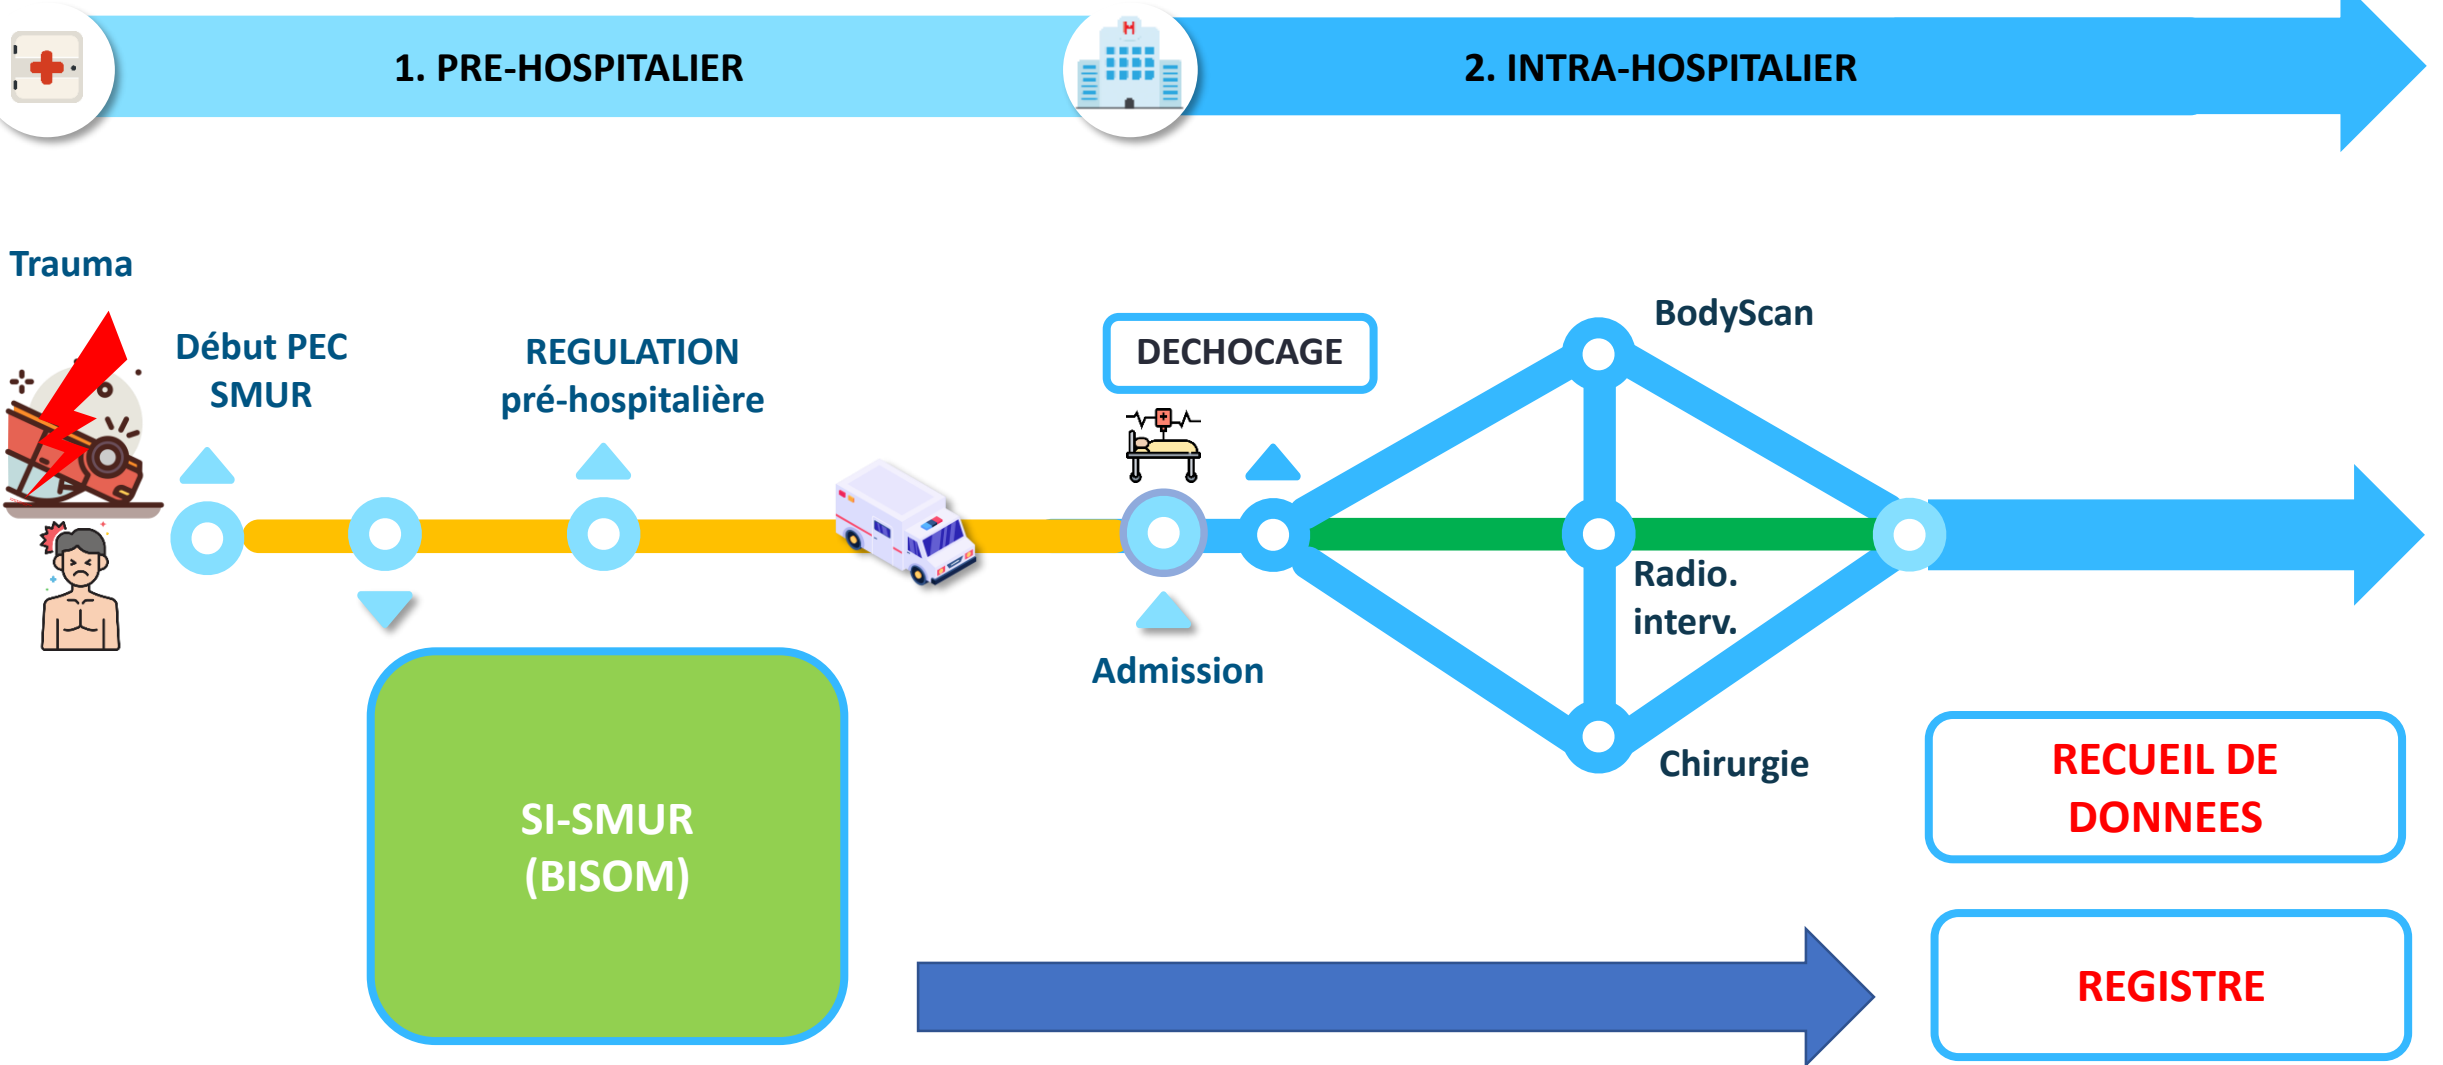 1. PRE-HOSPITALIER
2. INTRA-HOSPITALIER
Trauma
Début PEC
SMUR
REGULATION
pré-hospitalière
DECHOCAGE
Admission
BodyScan
Radio.
interv.
Chirurgie
SI-SMUR
(BISOM)
RECUEIL DE
DONNEES
REGISTRE